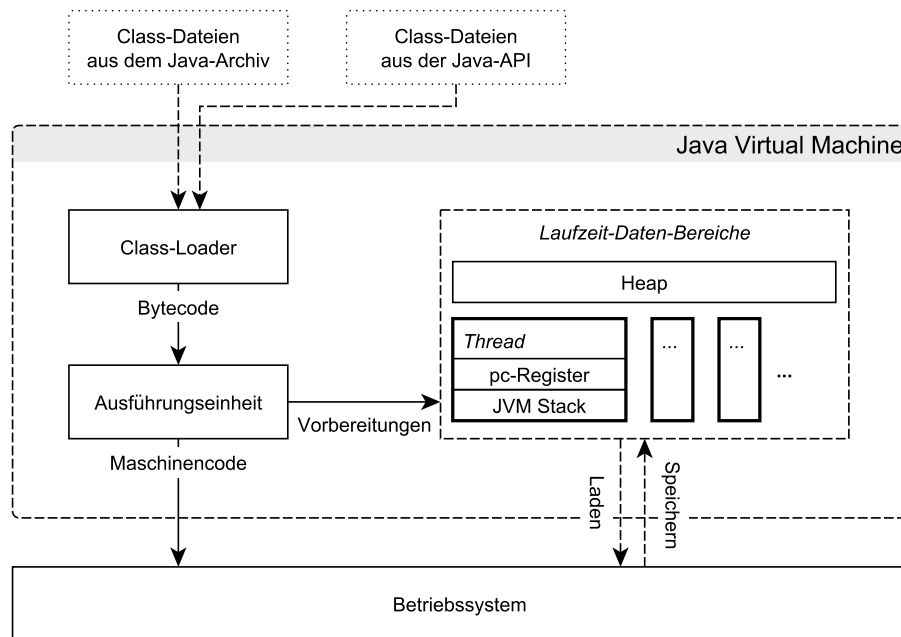 Class-Dateien
aus dem Java-Archiv
Class-Dateien
aus der Java-API
Java Virtual Machine
Class-Loader
Laufzeit-Daten-Bereiche
Heap
Bytecode
Thread
...
...
pc-Register
...
JVM Stack
Ausführungseinheit
Vorbereitungen
Maschinencode
Laden
Speichern
Betriebssystem